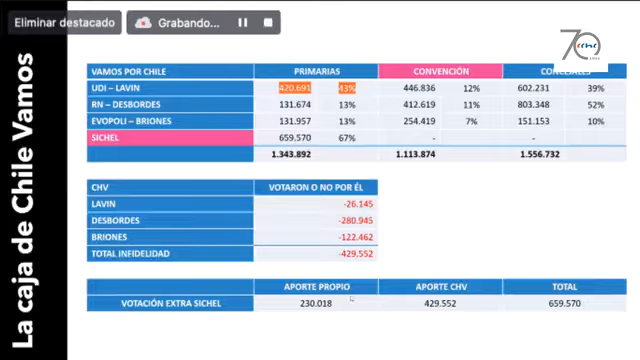 Eliminar destacado
Grabando...
70
La caja de Chile Vamos
VAMOS POR CHILE PRIMARIAS CONVENCIÓN
UDI – LAVIN 420.691 43% 446.836 12% 602.231 39%
RN – DESBORDES 131.674 13% 412.619 11% 803.348 52%
EVOPOLI – BRIONES 131.957 13% 254.419 7% 151.153 10%
SICHEL 659.570 67% - -
1.343.892 1.113.874 1.556.732
CHV VOTARON O NO POR ÉL
LAVIN -26.145
DESBORDES -280.945
BRIONES -122.462
TOTAL INFIDELIDAD -429.552
APORTE PROPIO APORTE CHV TOTAL
VOTACIÓN EXTRA SICHEL 230.018 429.552 659.570